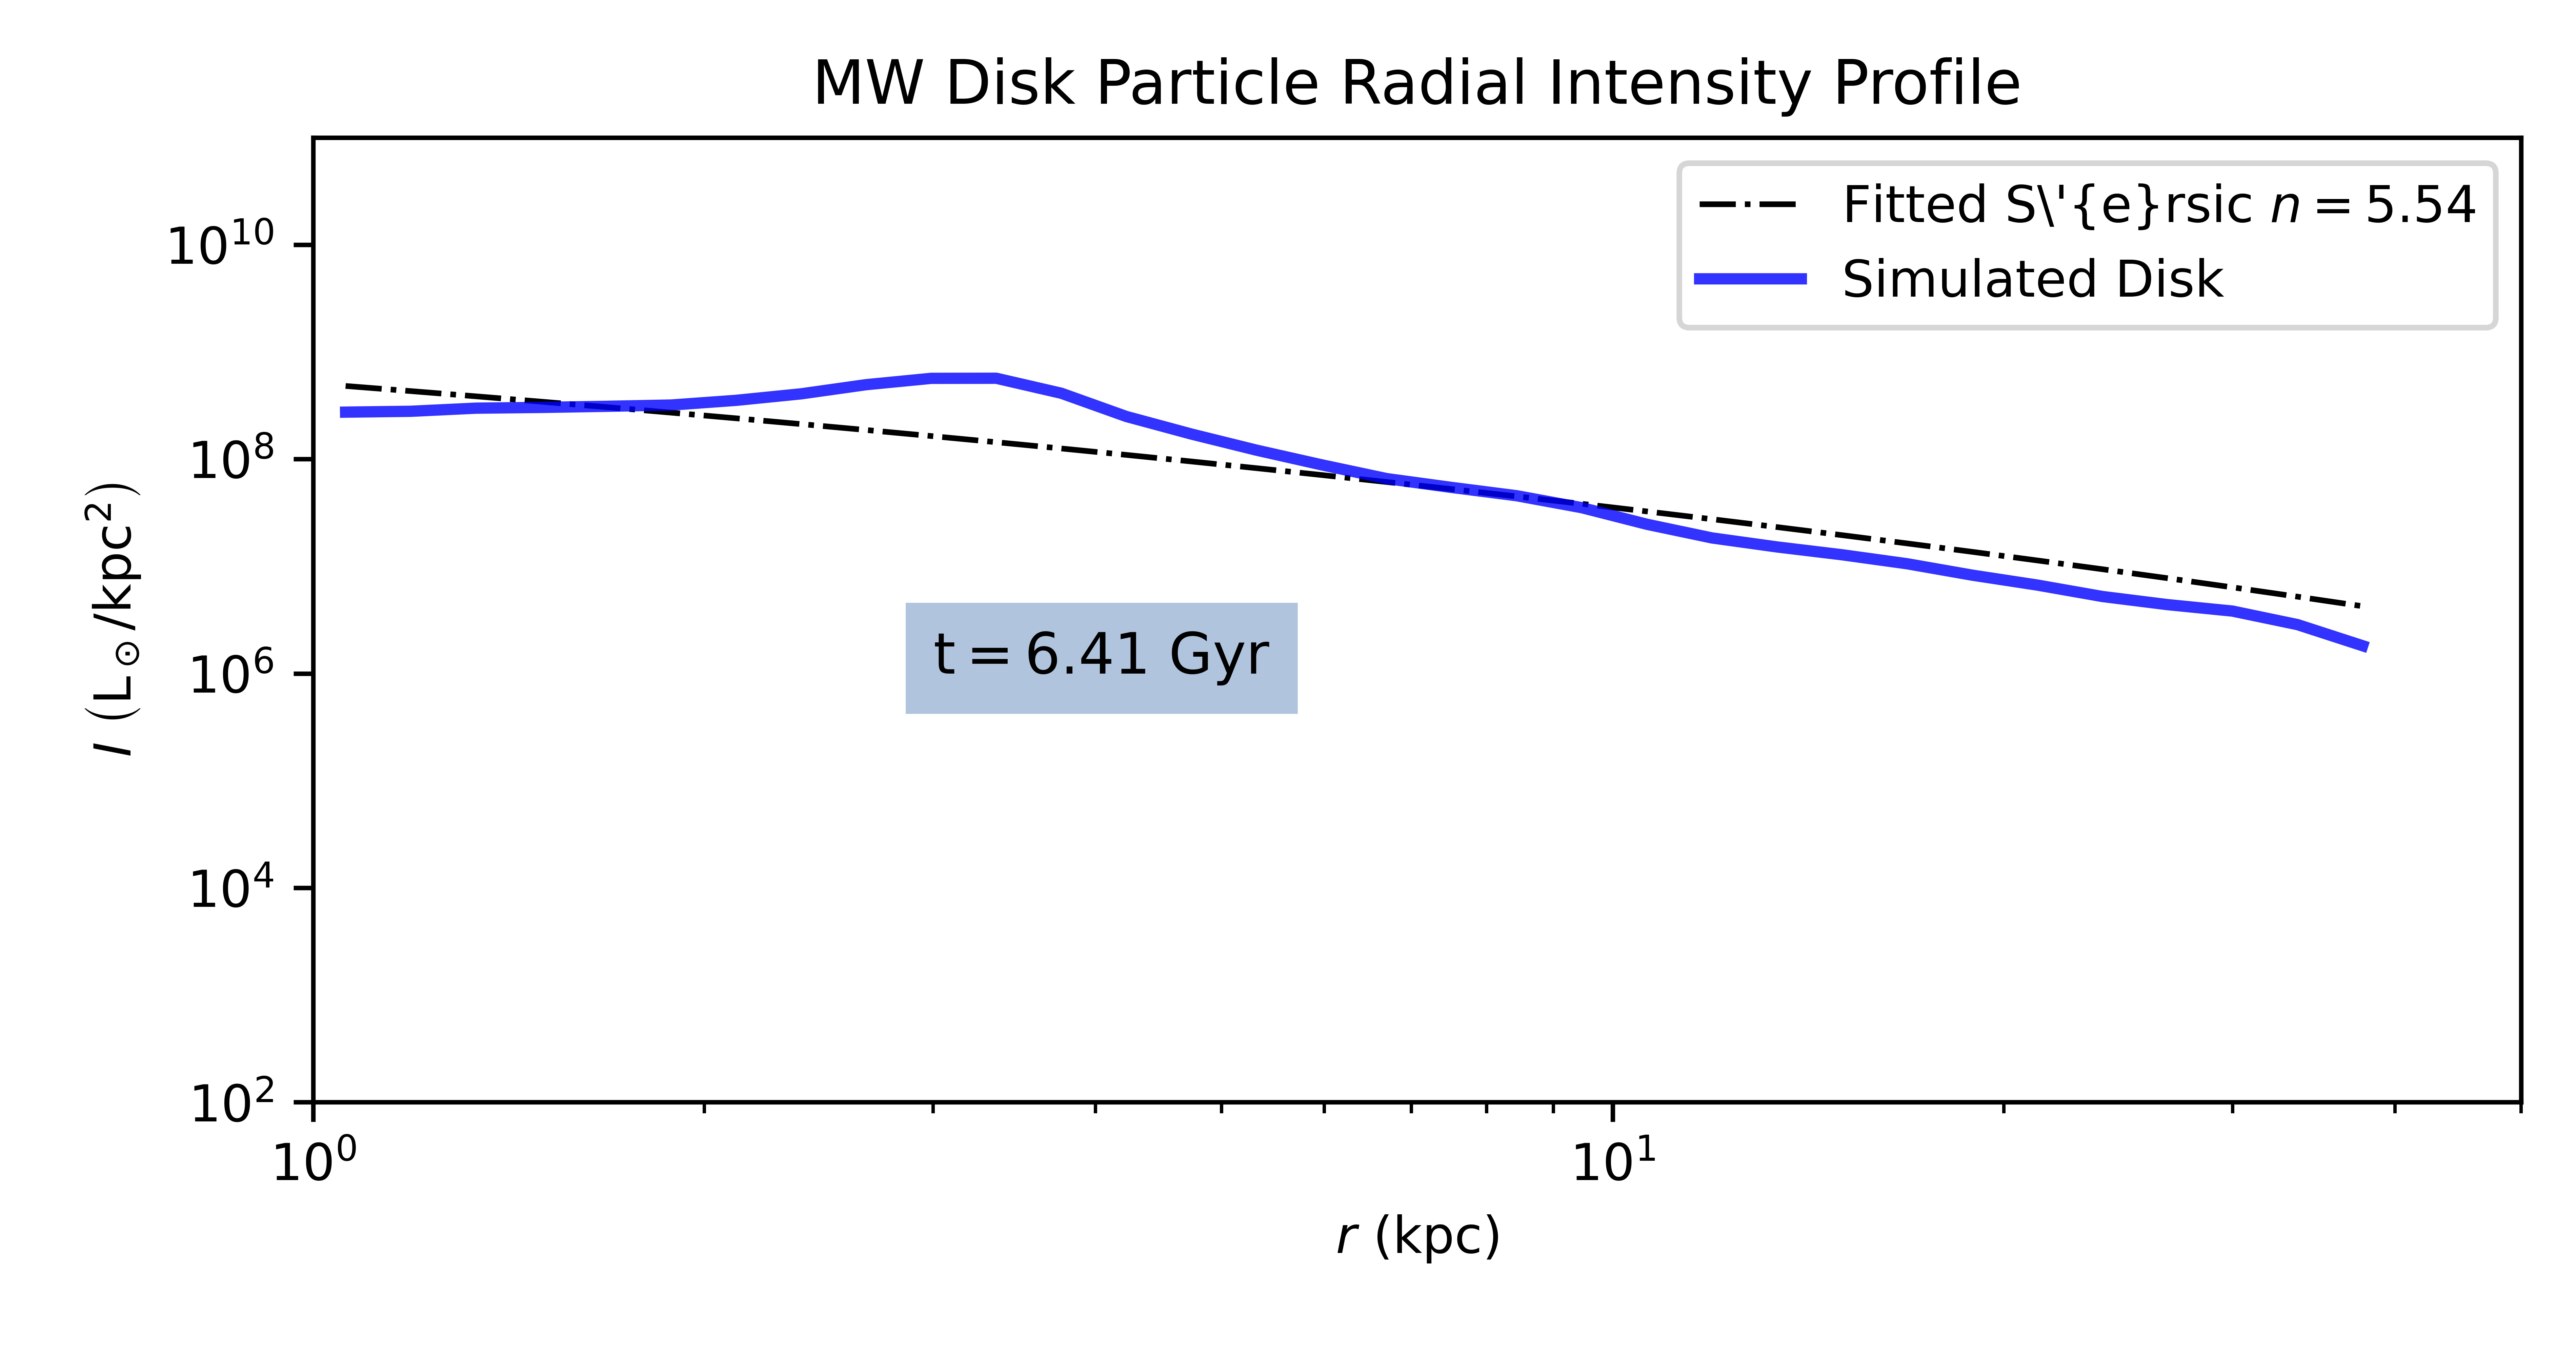 MW Disk Particle Radial Intensity Profile
Fitted S\'{e}rsic n = 5.54
Simulated Disk
10¹⁰
10⁸
10⁶
10⁴
10²
I (L⊙/kpc²)
t = 6.41 Gyr
10⁰
10¹
r (kpc)